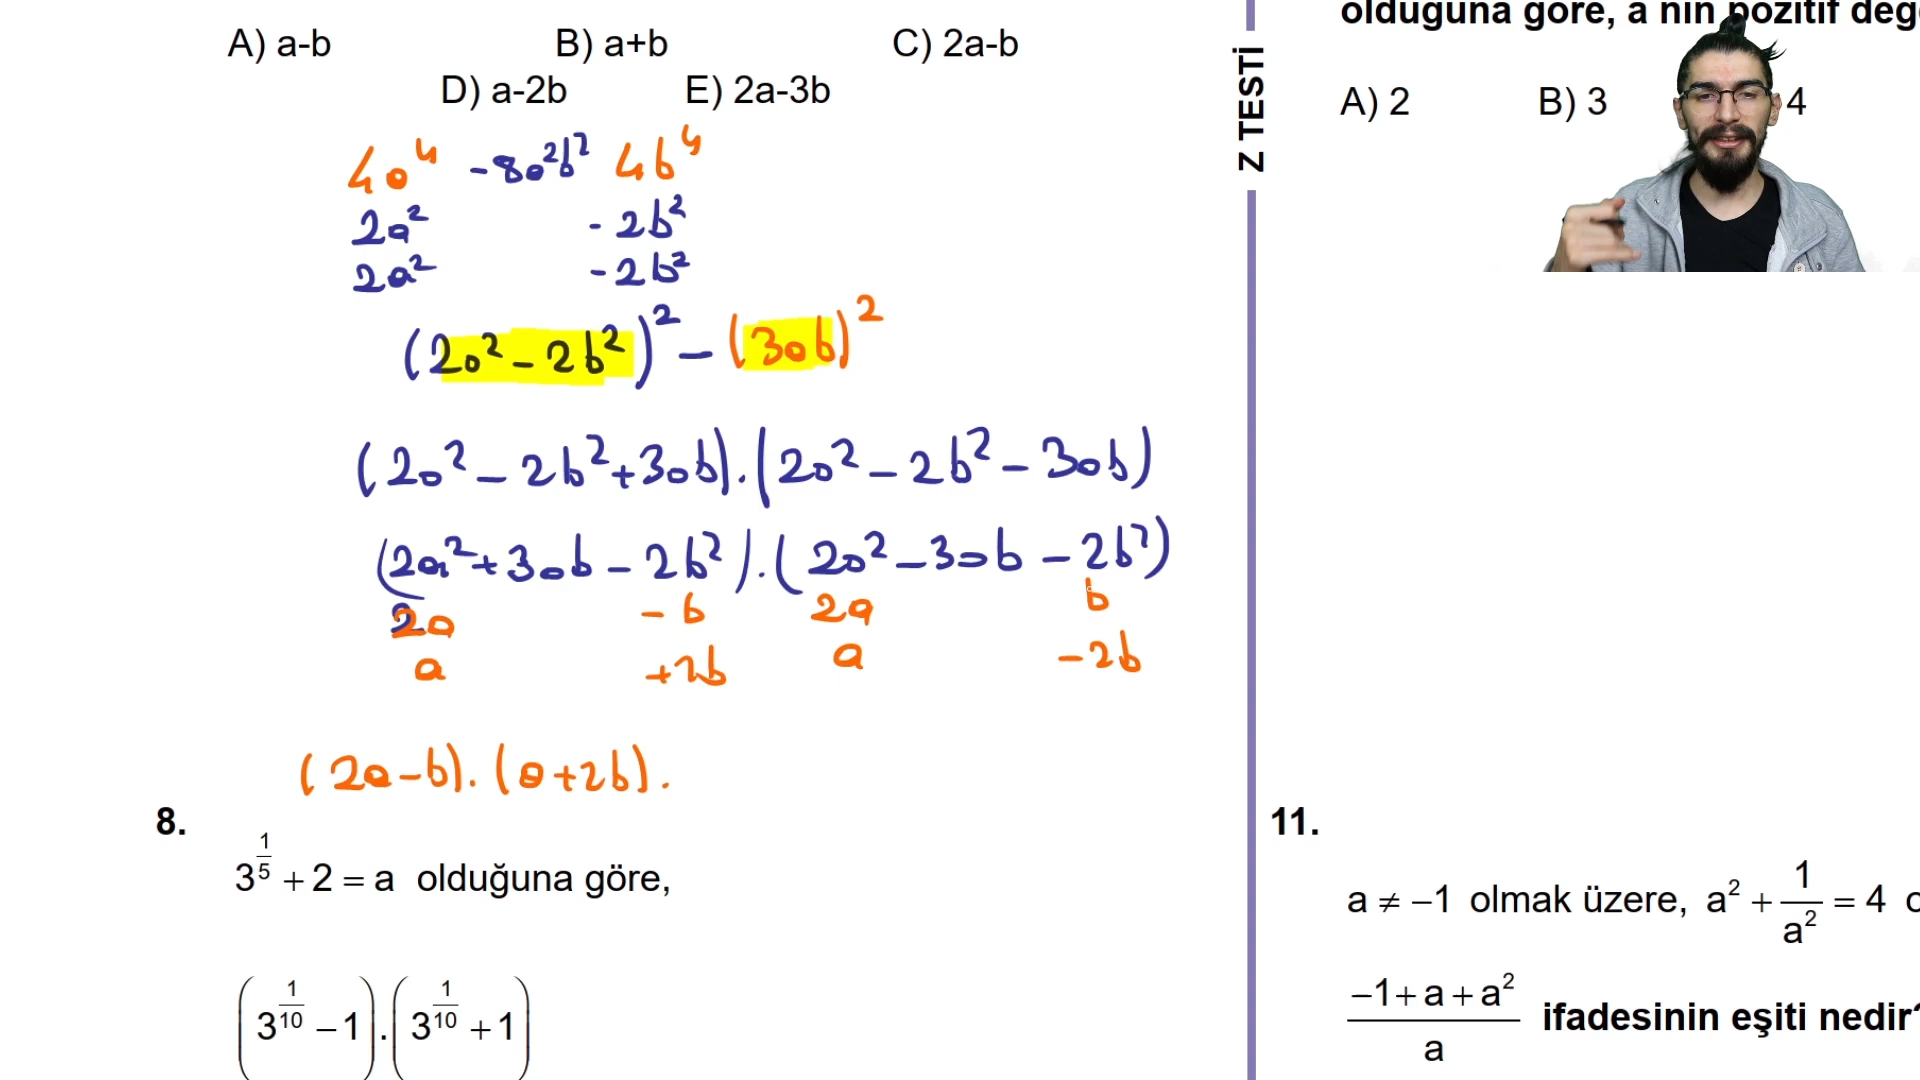 A) a-b B) a+b C) 2a-b
D) a-2b E) 2a-3b
4a⁴ -8a²b² 4b⁴
2a² - 2b²
2a² - 2b²
(2a² - 2b²)² - (3ab)²
(2a² - 2b² + 3ab).(2a² - 2b² - 3ab)
(2a² + 3ab - 2b²).(2a² - 3ab - 2b²)
2a - b 2a b
a +2b a -2b
(2a-b).(a+2b).
8.
3^(1/5) + 2 = a olduğuna göre,
(3^(1/10) − 1).(3^(1/10) + 1)
Z TESTİ
olduğuna göre, a nın pozitif değ
A) 2 B) 3 4
11.
a ≠ −1 olmak üzere, a² + 1/a² = 4
(−1 + a + a²)/a ifadesinin eşiti nedir